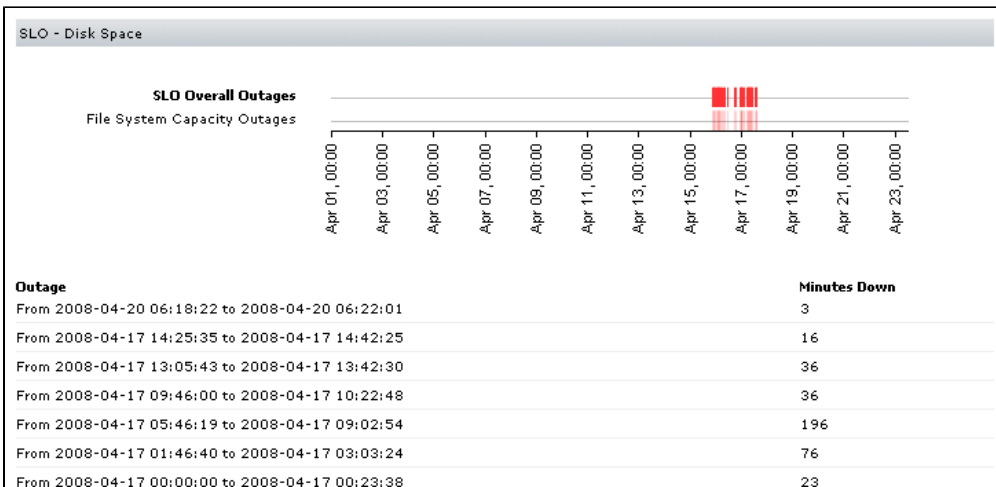 SLO - Disk Space
SLO Overall Outages
File System Capacity Outages
Apr 01, 00:00
Apr 03, 00:00
Apr 05, 00:00
Apr 07, 00:00
Apr 09, 00:00
Apr 11, 00:00
Apr 13, 00:00
Apr 15, 00:00
Apr 17, 00:00
Apr 19, 00:00
Apr 21, 00:00
Apr 23, 00:00
Outage Minutes Down
From 2008-04-20 06:18:22 to 2008-04-20 06:22:01 3
From 2008-04-17 14:25:35 to 2008-04-17 14:42:25 16
From 2008-04-17 13:05:43 to 2008-04-17 13:42:30 36
From 2008-04-17 09:46:00 to 2008-04-17 10:22:48 36
From 2008-04-17 05:46:19 to 2008-04-17 09:02:54 196
From 2008-04-17 01:46:40 to 2008-04-17 03:03:24 76
From 2008-04-17 00:00:00 to 2008-04-17 00:23:38 23